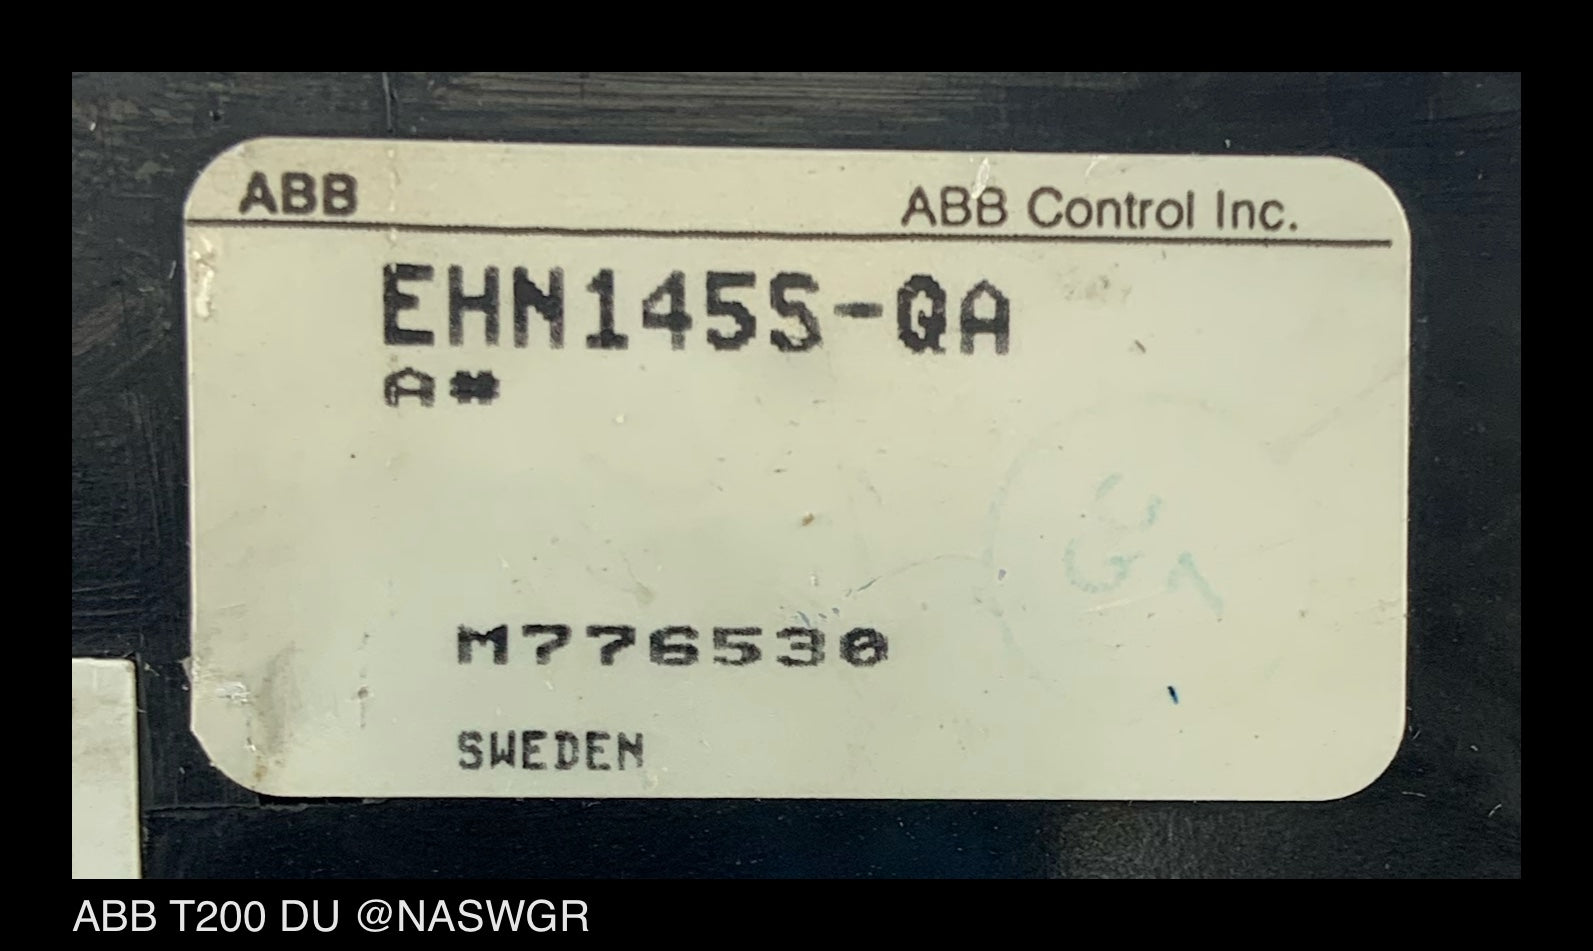 ABB
ABB Control Inc.
EHN145S-QA
A#
M776530
SWEDEN
ABB T200 DU @NASWGR